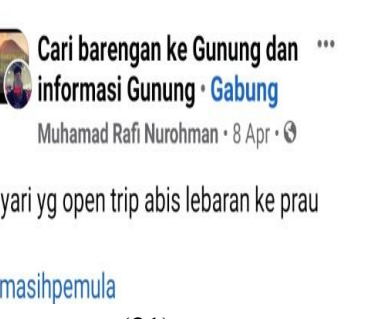 Cari barengan ke Gunung dan
informasi Gunung · Gabung
Muhamad Rafi Nurohman · 8 Apr ·
yari yg open trip abis lebaran ke prau
masihpemula